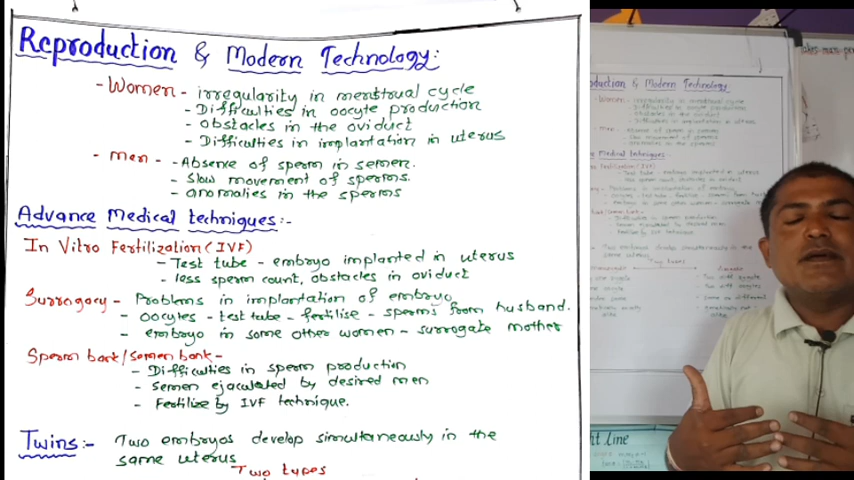 Reproduction & Modern Technology:
- Women - irregularity in menstrual cycle
- Difficulties in oocyte production
- obstacles in the oviduct
- Difficulties in implantation in uterus
- Men - Absence of sperm in semen.
- Slow movement of sperms.
- anomalies in the sperms
Advance Medical techniques:-
In Vitro Fertilization (IVF)
- Test tube - embryo implanted in uterus
- less sperm count, obstacles in oviduct
Surrogacy - Problems in implantation of embryo
- oocytes - test tube - fertilise - sperms from husband.
- embryo in some other women - surrogate mother
Sperm bank/Semen bank -
- Difficulties in sperm production
- Semen ejaculated by desired men
- Fertilize by IVF technique.
Twins:- Two embryos develop simultaneously in the
same uterus
Two types